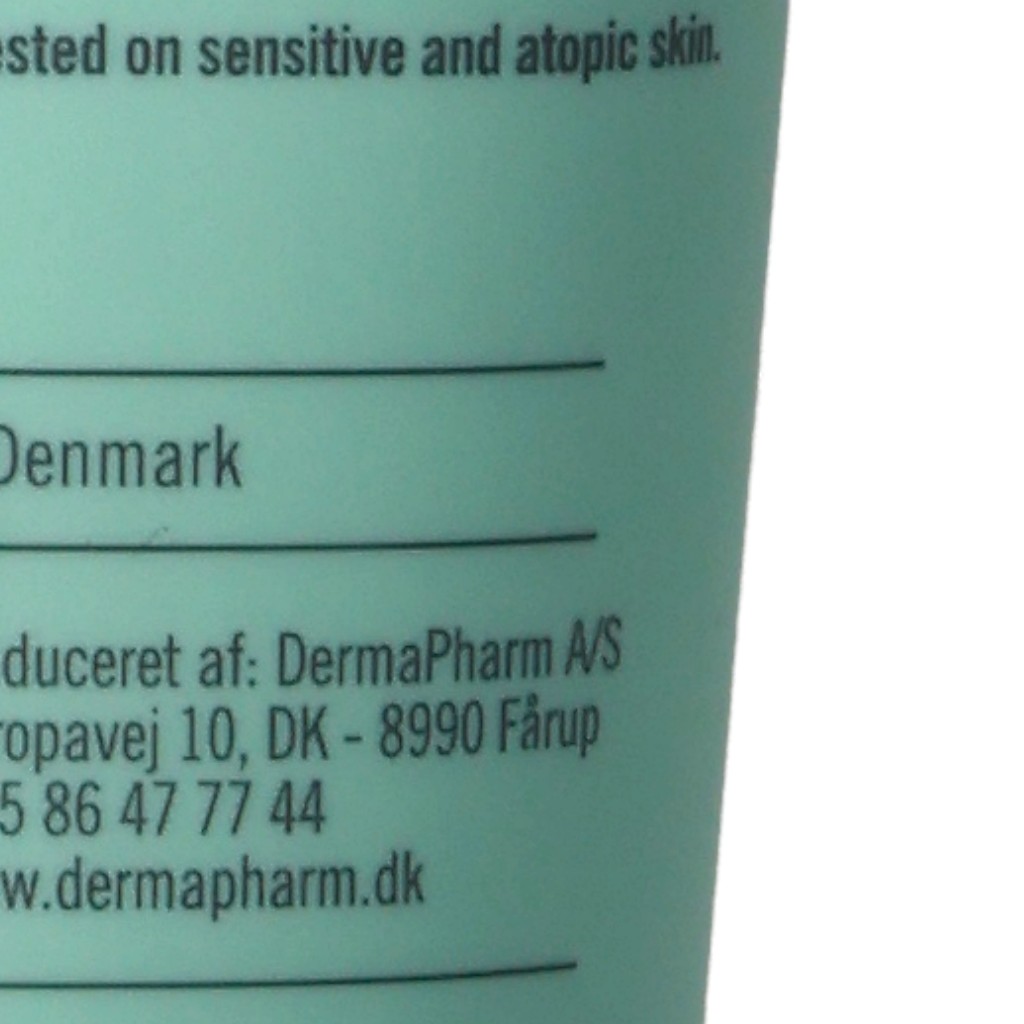 ested on sensitive and atopic skin.
Denmark
duceret af: DermaPharm A/S
ropavej 10, DK - 8990 Fårup
5 86 47 77 44
w.dermapharm.dk